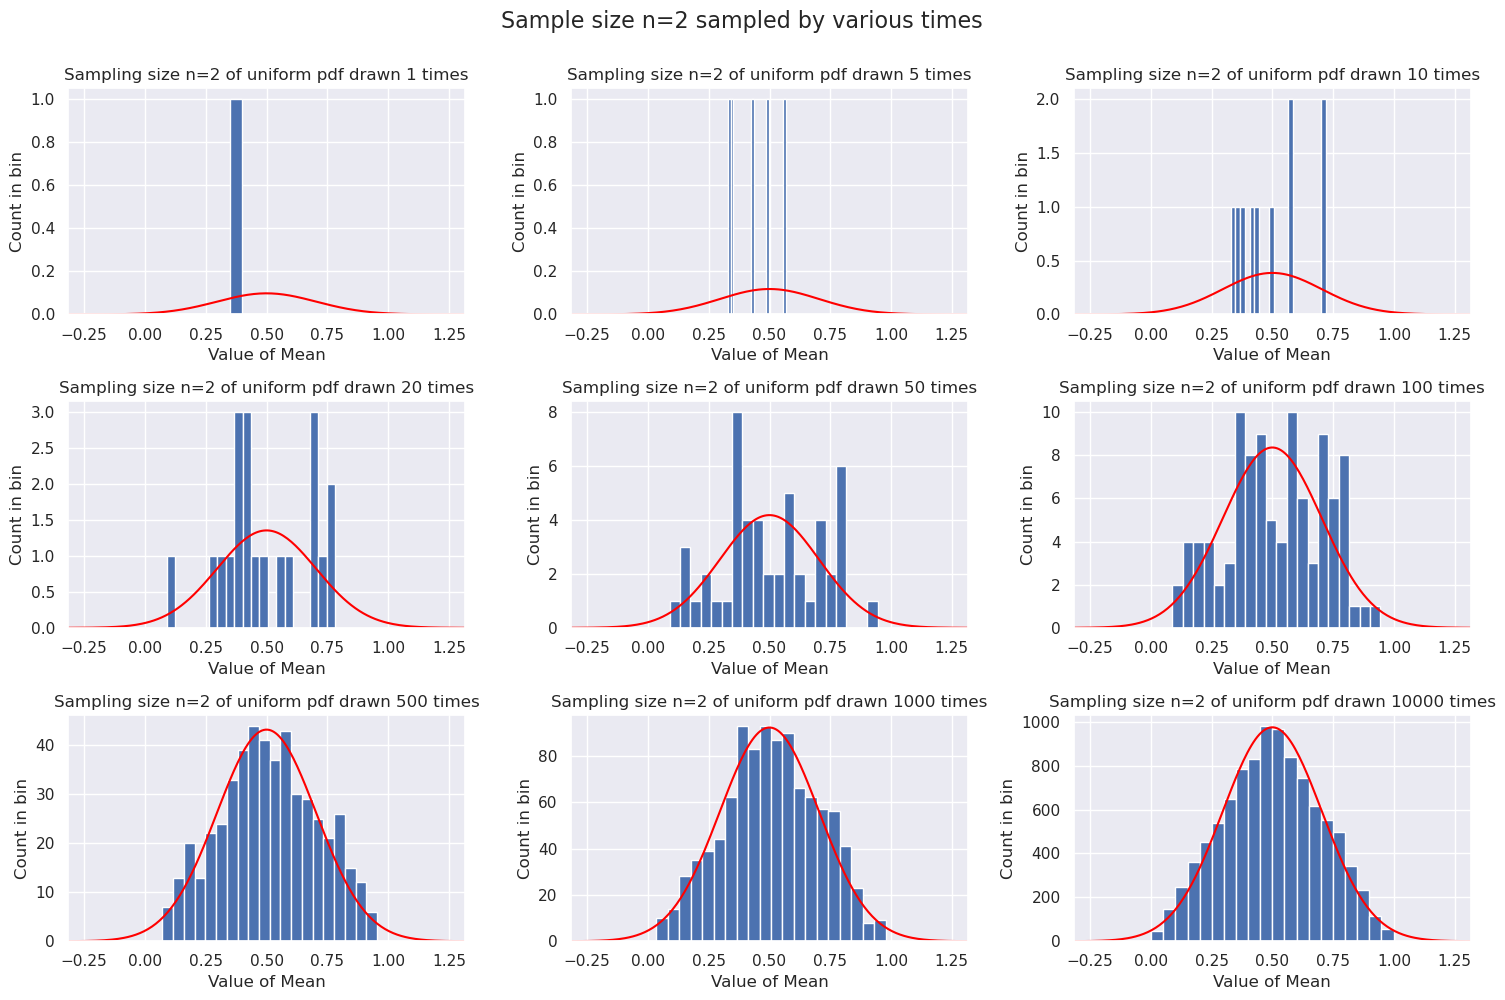 Sample size n=2 sampled by various times
Sampling size n=2 of uniform pdf drawn 1 times
1.0
0.8
0.6
0.4
0.2
0.0
Count in bin
−0.25 0.00 0.25 0.50 0.75 1.00 1.25
Value of Mean
Sampling size n=2 of uniform pdf drawn 5 times
1.0
0.8
0.6
0.4
0.2
0.0
Count in bin
−0.25 0.00 0.25 0.50 0.75 1.00 1.25
Value of Mean
Sampling size n=2 of uniform pdf drawn 10 times
2.0
1.5
1.0
0.5
0.0
Count in bin
−0.25 0.00 0.25 0.50 0.75 1.00 1.25
Value of Mean
Sampling size n=2 of uniform pdf drawn 20 times
3.0
2.5
2.0
1.5
1.0
0.5
0.0
Count in bin
−0.25 0.00 0.25 0.50 0.75 1.00 1.25
Value of Mean
Sampling size n=2 of uniform pdf drawn 50 times
8
6
4
2
0
Count in bin
−0.25 0.00 0.25 0.50 0.75 1.00 1.25
Value of Mean
Sampling size n=2 of uniform pdf drawn 100 times
10
8
6
4
2
0
Count in bin
−0.25 0.00 0.25 0.50 0.75 1.00 1.25
Value of Mean
Sampling size n=2 of uniform pdf drawn 500 times
40
30
20
10
0
Count in bin
−0.25 0.00 0.25 0.50 0.75 1.00 1.25
Value of Mean
Sampling size n=2 of uniform pdf drawn 1000 times
80
60
40
20
0
Count in bin
−0.25 0.00 0.25 0.50 0.75 1.00 1.25
Value of Mean
Sampling size n=2 of uniform pdf drawn 10000 times
1000
800
600
400
200
0
Count in bin
−0.25 0.00 0.25 0.50 0.75 1.00 1.25
Value of Mean